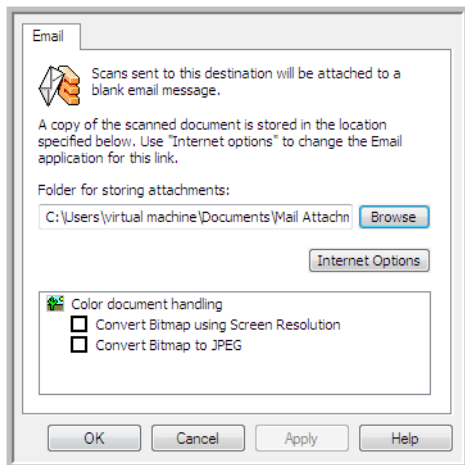 Email
Scans sent to this destination will be attached to a
blank email message.
A copy of the scanned document is stored in the location
specified below. Use "Internet options" to change the Email
application for this link.
Folder for storing attachments:
C:\Users\virtual machine\Documents\Mail Attachm
Browse
Internet Options
Color document handling
Convert Bitmap using Screen Resolution
Convert Bitmap to JPEG
OK
Cancel
Apply
Help